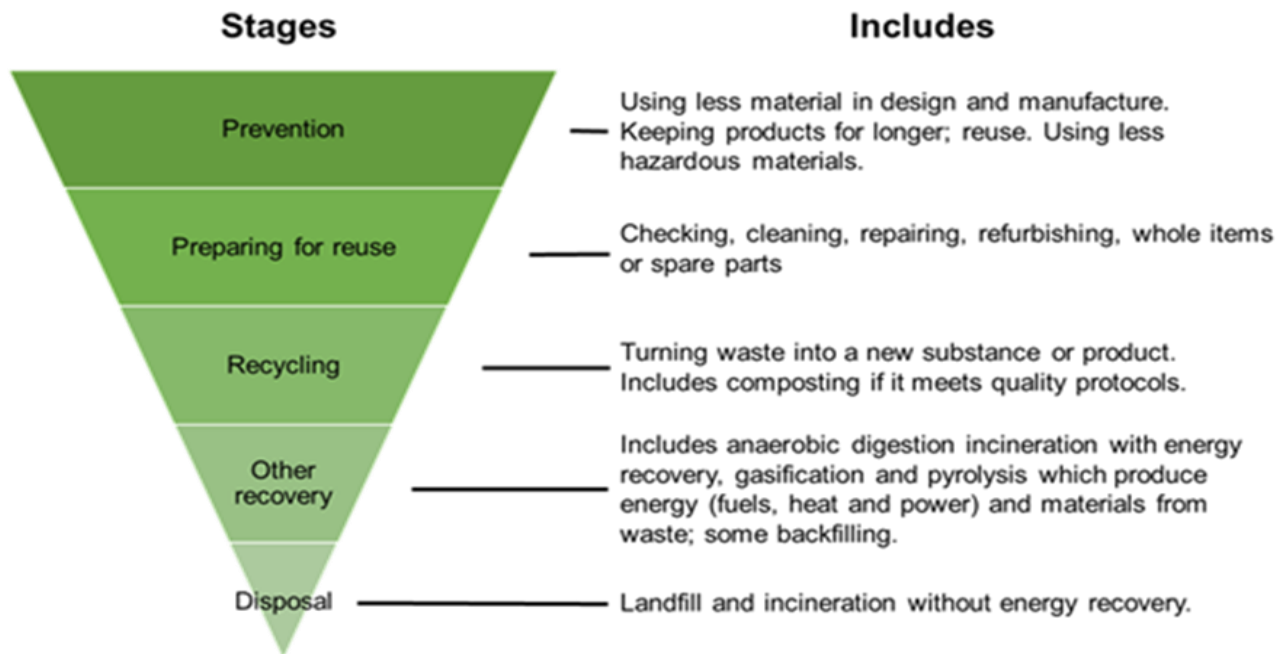 Stages
Includes
Prevention
Using less material in design and manufacture.
Keeping products for longer; reuse. Using less
hazardous materials.
Preparing for reuse
Checking, cleaning, repairing, refurbishing, whole items
or spare parts
Recycling
Turning waste into a new substance or product.
Includes composting if it meets quality protocols.
Other
recovery
Includes anaerobic digestion incineration with energy
recovery, gasification and pyrolysis which produce
energy (fuels, heat and power) and materials from
waste; some backfilling.
Disposal
Landfill and incineration without energy recovery.